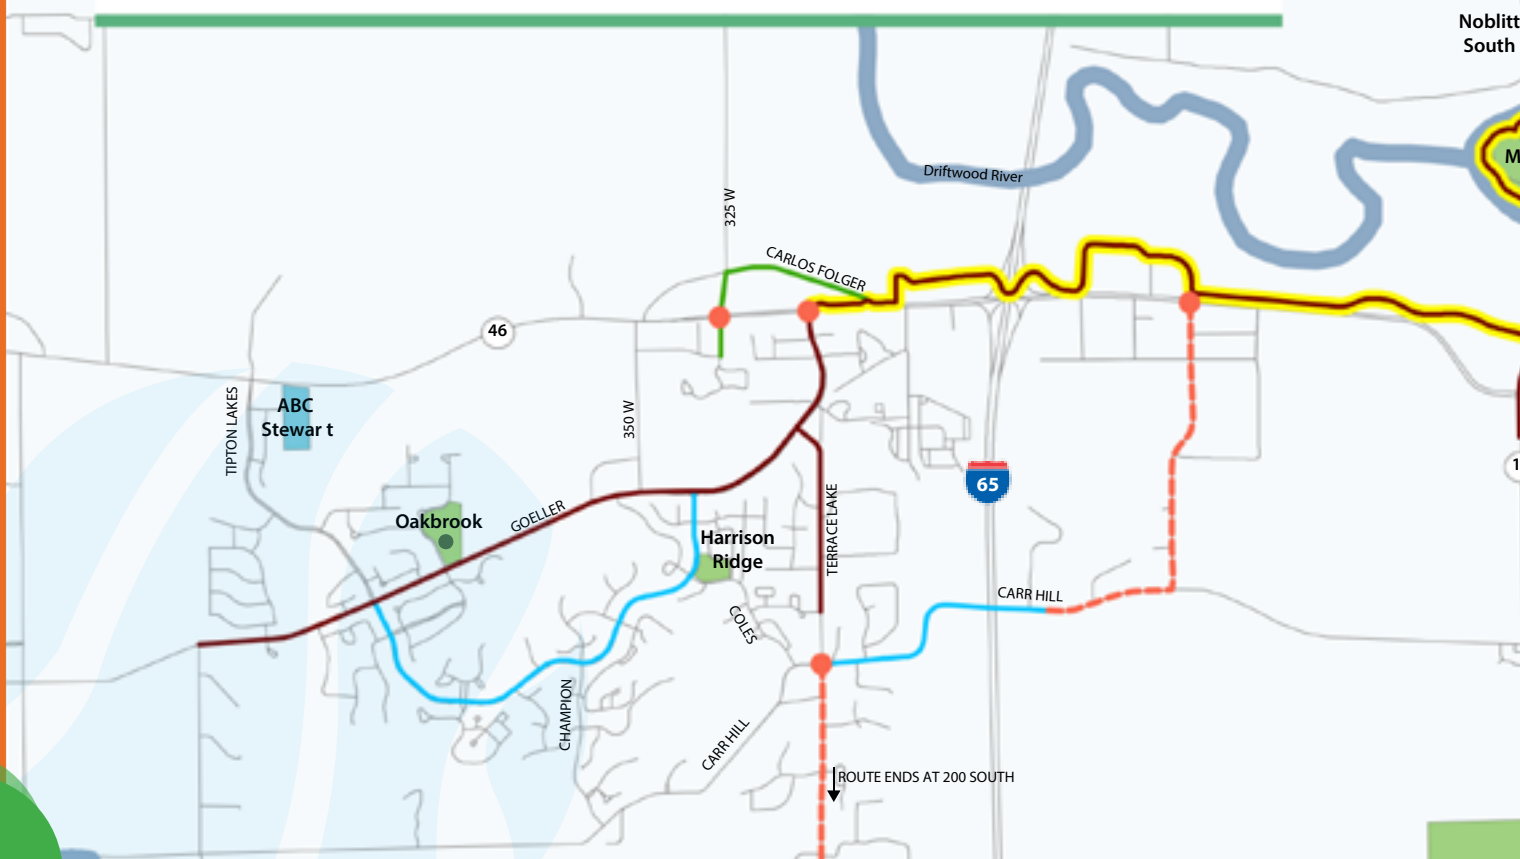 Noblitt
South
M
Driftwood River
325 W
CARLOS FOLGER
46
ABC
Stewar t
TIPTON LAKES
350 W
1
65
Oakbrook
GOELLER
Harrison
Ridge
TERRACE LAKE
CARR HILL
COLES
CHAMPION
CARR HILL
ROUTE ENDS AT 200 SOUTH